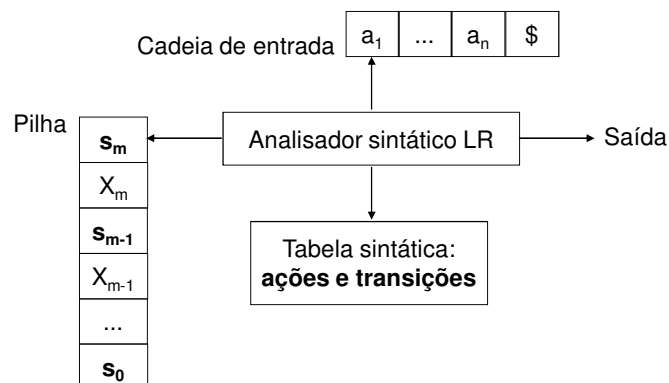 Cadeia de entrada
a1 ... an $
Pilha
Analisador sintático LR
Saída
sm
Xm
sm-1
Xm-1
...
s0
Tabela sintática:
ações e transições